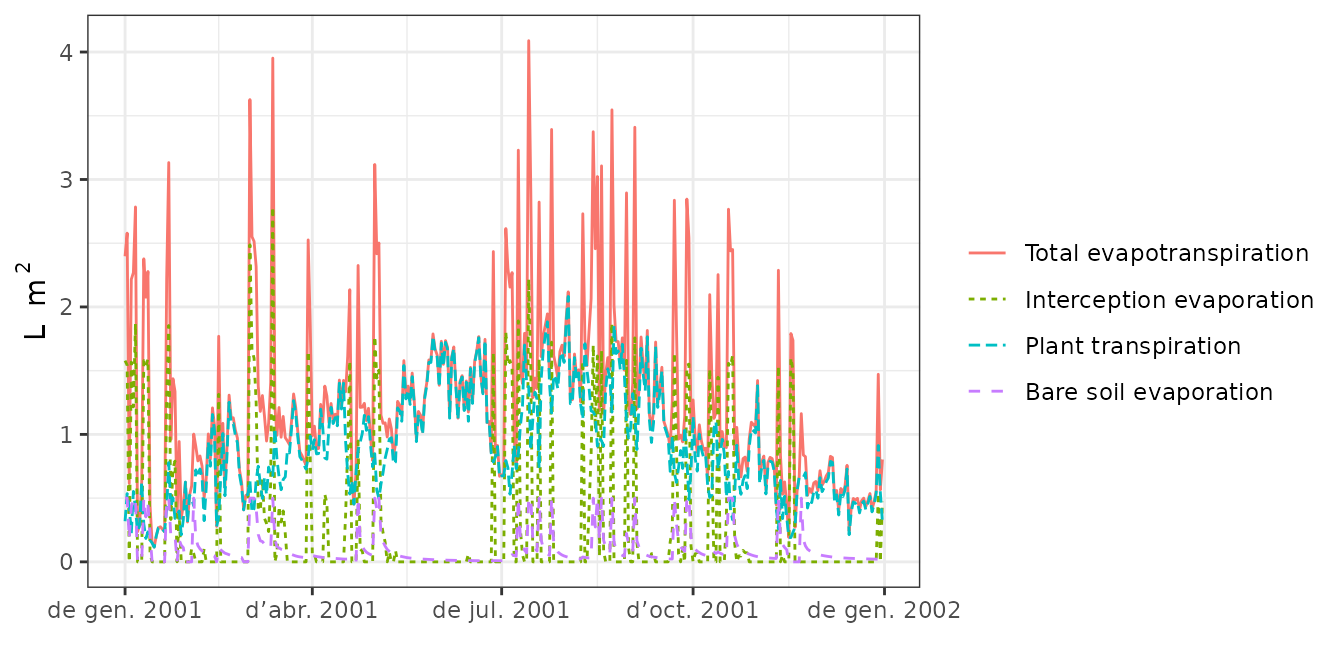 L m²
4
3
2
1
0
de gen. 2001 d’abr. 2001 de jul. 2001 d’oct. 2001 de gen. 2002
Total evapotranspiration
Interception evaporation
Plant transpiration
Bare soil evaporation